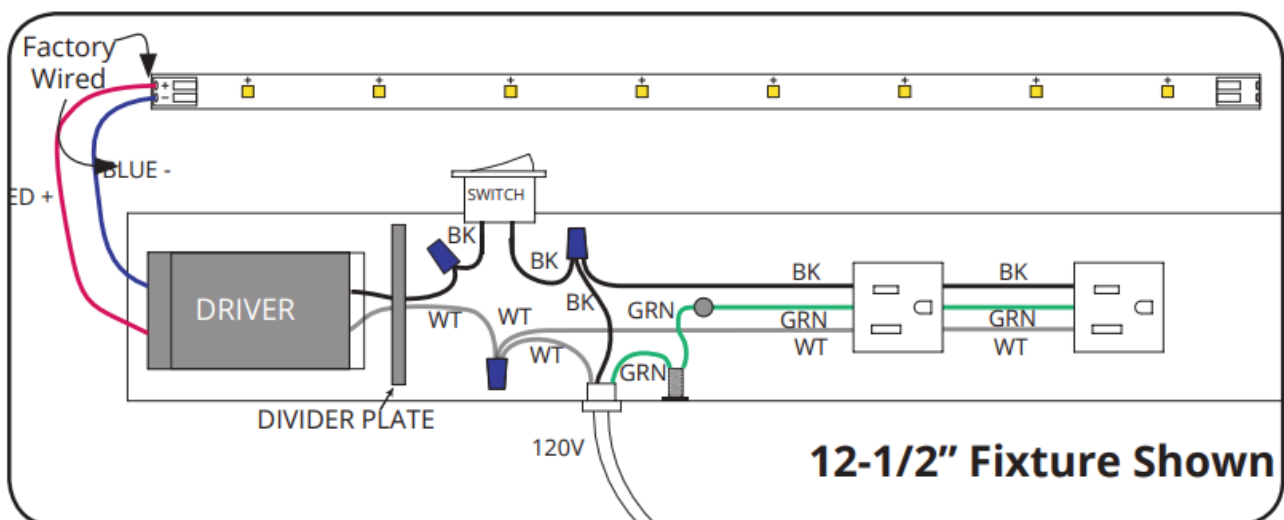 Factory
Wired
+
−
+ + + + + + + +
BLUE -
ED +
SWITCH
BK
BK
BK
BK
BK
DRIVER
WT
WT
GRN
GRN
GRN
WT
WT
WT
GRN
DIVIDER PLATE
120V
12-1/2” Fixture Shown